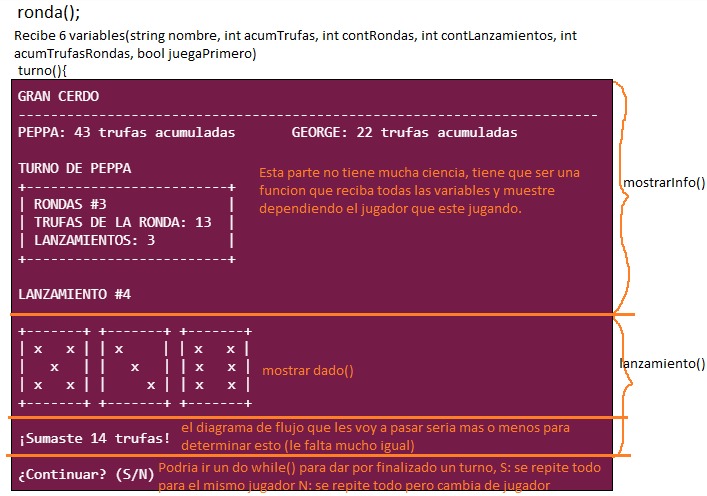 ronda();
Recibe 6 variables(string nombre, int acumTrufas, int contRondas, int contLanzamientos, int
acumTrufasRondas, bool juegaPrimero)
turno(){
GRAN CERDO
-----------------------------------------------------------------------
PEPPA: 43 trufas acumuladas GEORGE: 22 trufas acumuladas
TURNO DE PEPPA
+-------------------------+
| RONDAS #3 |
| TRUFAS DE LA RONDA: 13 |
| LANZAMIENTOS: 3 |
+-------------------------+
Esta parte no tiene mucha ciencia, tiene que ser una
funcion que reciba todas las variables y muestre
dependiendo el jugador que este jugando.
mostrarInfo()
LANZAMIENTO #4
+-------+ +-------+ +-------+
| x x | | x | | x x |
| x | | x | | x x |
| x x | | x | | x x |
+-------+ +-------+ +-------+
mostrar dado()
lanzamiento()
¡Sumaste 14 trufas!
el diagrama de flujo que les voy a pasar seria mas o menos para
determinar esto (le falta mucho igual)
¿Continuar? (S/N)
Podria ir un do while() para dar por finalizado un turno, S: se repite todo
para el mismo jugador N: se repite todo pero cambia de jugador